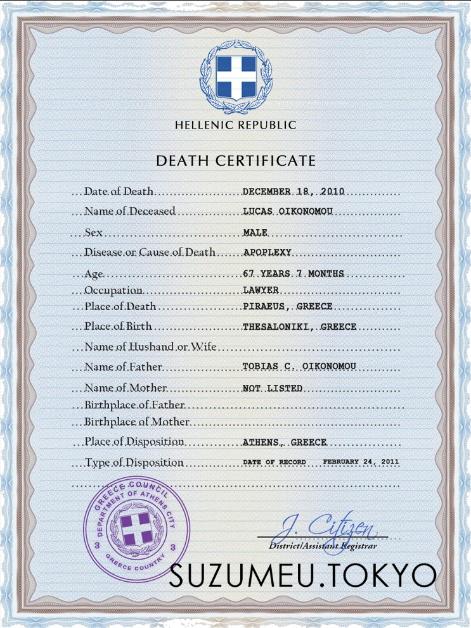 HELLENIC REPUBLIC
DEATH CERTIFICATE
Date of Death DECEMBER 18, 2010
Name of Deceased LUCAS OIKONOMOU
Sex MALE
Disease or Cause of Death APOPLEXY
Age 67 YEARS 7 MONTHS
Occupation LAWYER
Place of Death PIRAEUS, GREECE
Place of Birth THESALONIKI, GREECE
Name of Husband or Wife
Name of Father TOBIAS C. OIKONOMOU
Name of Mother NOT LISTED
Birthplace of Father
Birthplace of Mother
Place of Disposition ATHENS, GREECE
Type of Disposition DATE OF RECORD FEBRUARY 24, 2011
GREECE COUNCIL
DEPARTMENT OF ATHENS CITY
3 3
GREECE COUNTRY
J. Citizen
District/Assistant Registrar
SUZUMEU.TOKYO